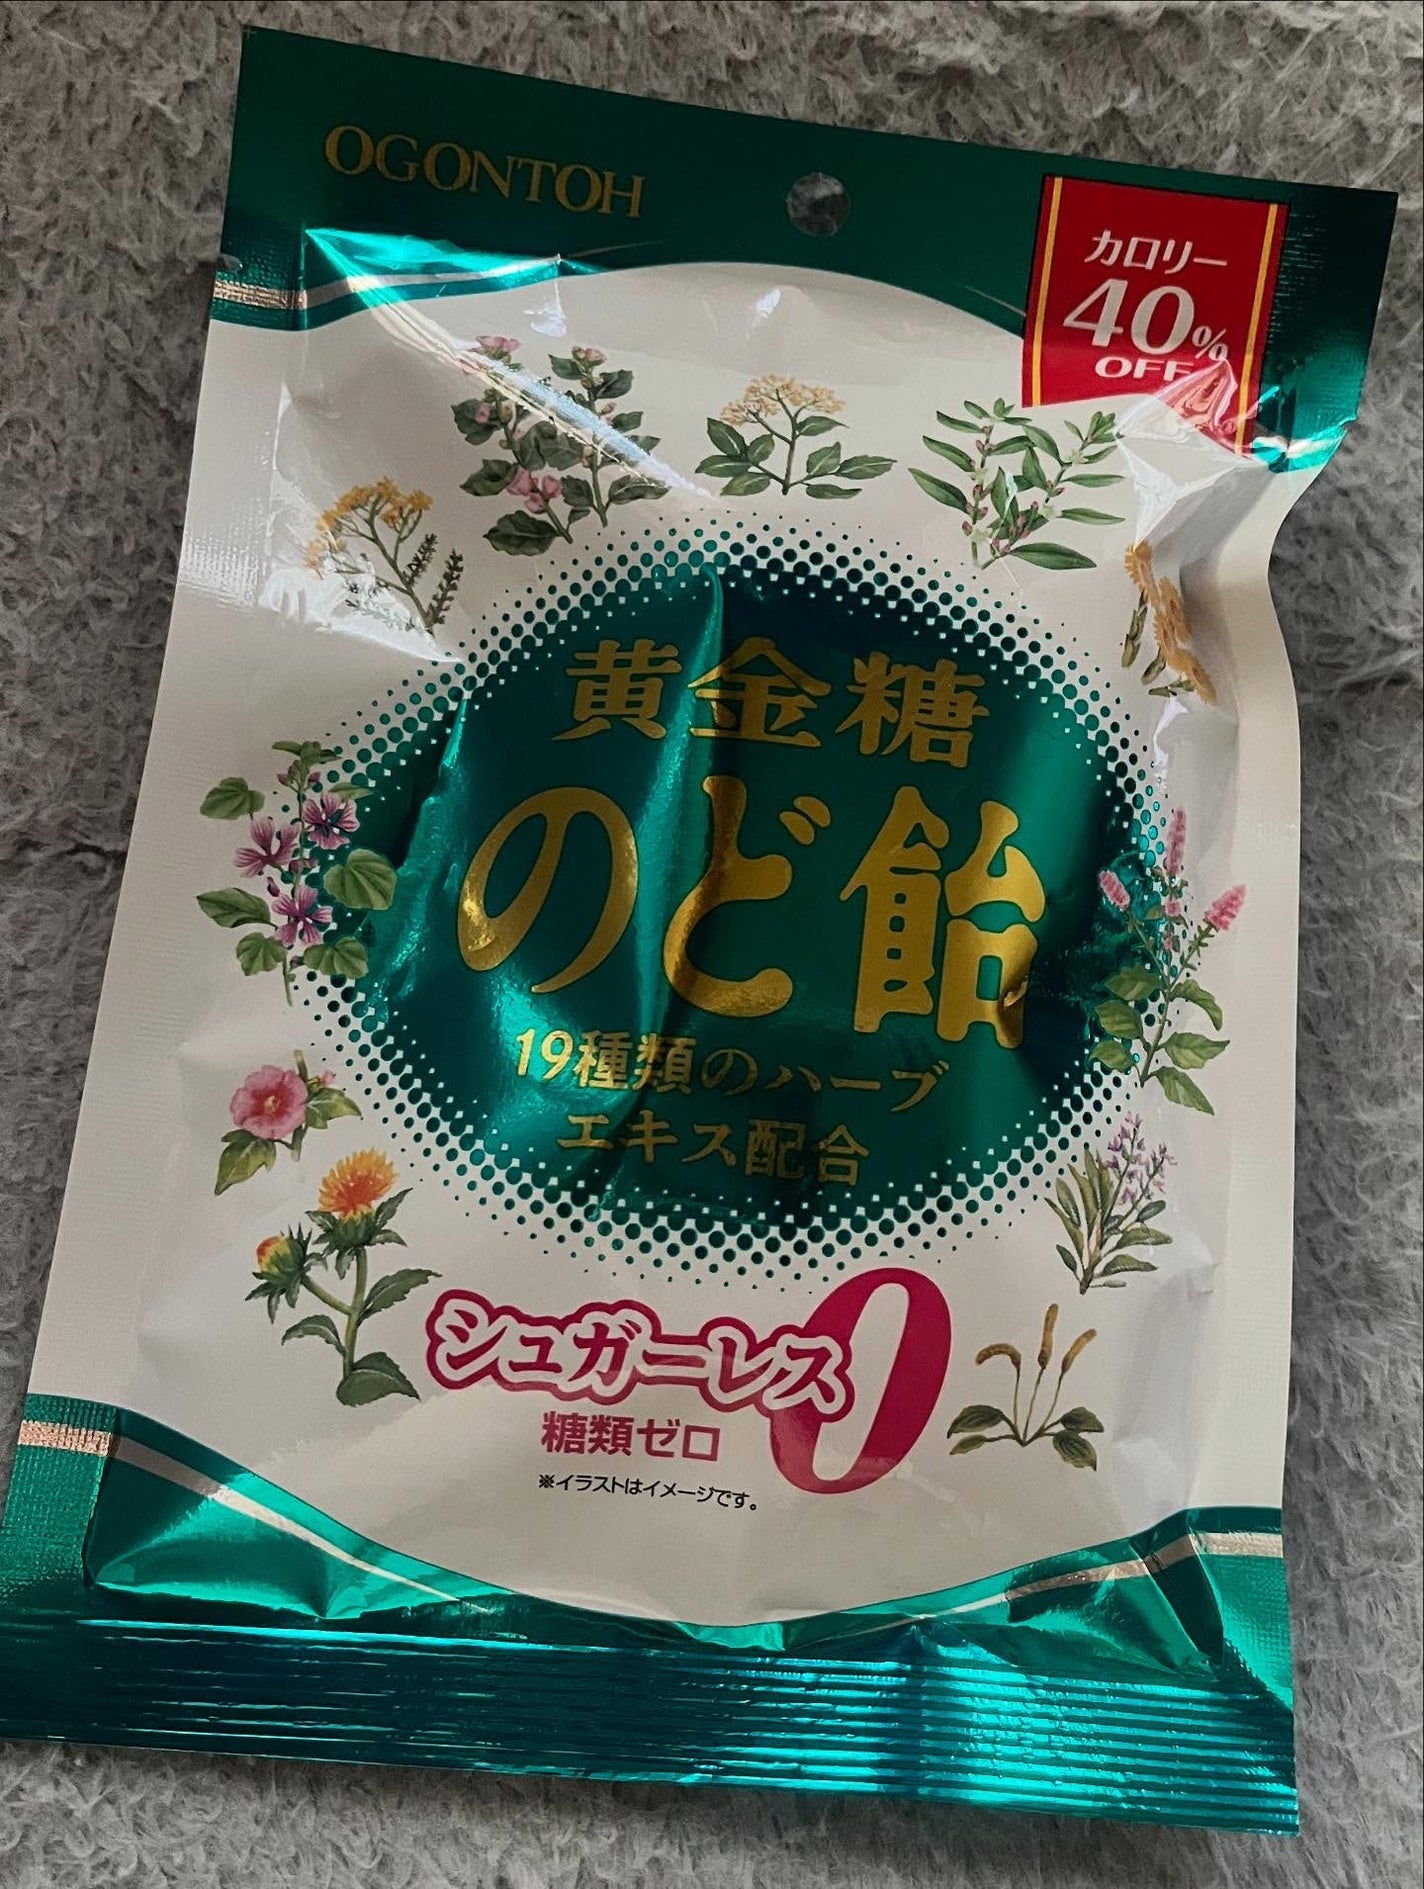 OGONTOH
カロリー
40%
OFF
黄金糖
のど飴
19種類のハーブ
エキス配合
シュガーレス0
糖類ゼロ
※イラストはイメージです。